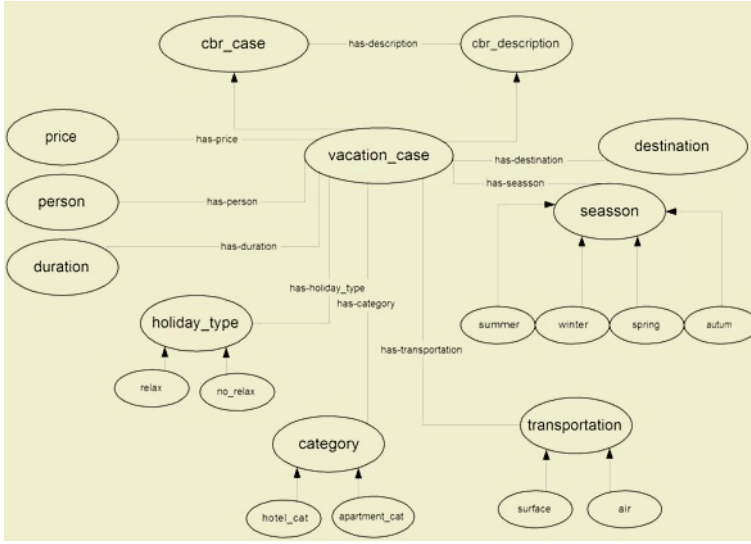 cbr_case
has-description
cbr_description
price
has-price
vacation_case
has-destination
destination
has-seasson
person
has-person
seasson
duration
has-duration
has-holiday_type
has-category
holiday_type
summer
winter
spring
autum
has-transportation
relax
no_relax
category
transportation
hotel_cat
apartment_cat
surface
air